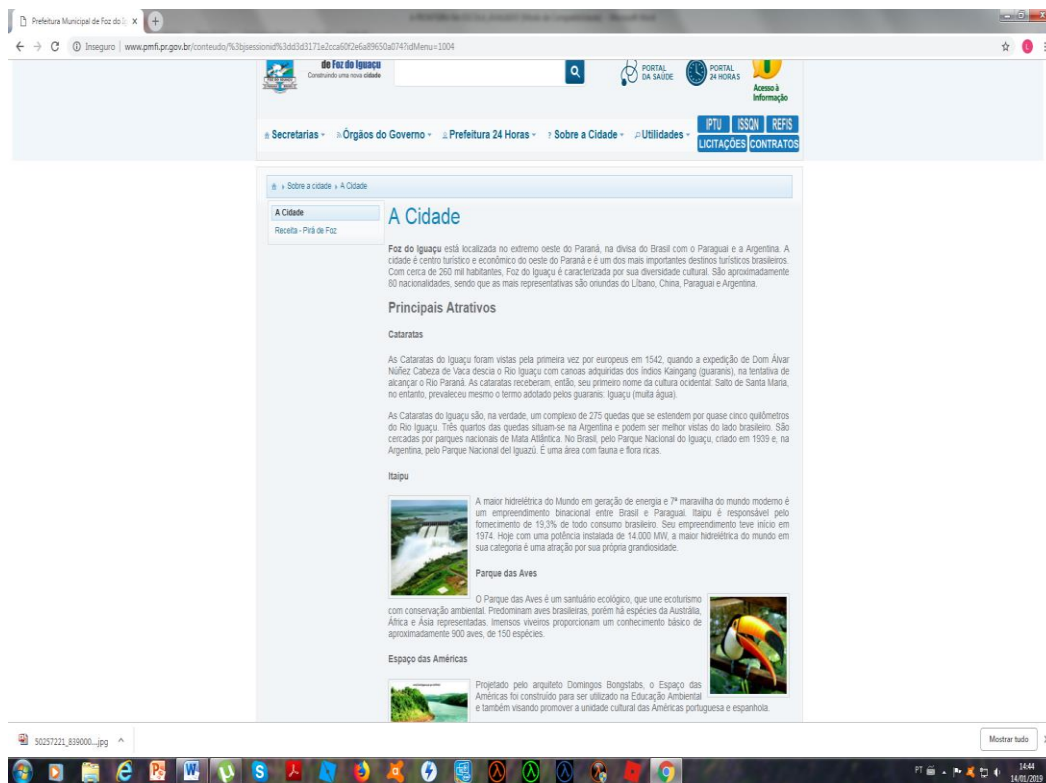 Prefeitura Municipal de Foz do I
Inseguro | www.pmfi.pr.gov.br/conteudo/%3bjsessionid%3dd3d3171e2cca60f2e6a89650a074?idMenu=1004
do Foz do Iguaçu
Construindo uma nova cidade
PORTAL
DA SAÚDE
PORTAL
24 HORAS
Acesso à
Informação
Secretarias
Órgãos do Governo
Prefeitura 24 Horas
Sobre a Cidade
Utilidades
IPTU ISSQN REFIS
LICITAÇÕES CONTRATOS
Sobre a cidade › A Cidade
A Cidade
Receita - Pirá de Foz
A Cidade
Foz do Iguaçu está localizada no extremo oeste do Paraná, na divisa do Brasil com o Paraguai e a Argentina. A
cidade é centro turístico e econômico do oeste do Paraná e é um dos mais importantes destinos turísticos brasileiros.
Com cerca de 260 mil habitantes, Foz do Iguaçu é caracterizada por sua diversidade cultural. São aproximadamente
80 nacionalidades, sendo que as mais representativas são oriundas do Líbano, China, Paraguai e Argentina.
Principais Atrativos
Cataratas
As Cataratas do Iguaçu foram vistas pela primeira vez por europeus em 1542, quando a expedição de Dom Álvar
Núñez Cabeza de Vaca descia o Rio Iguaçu com canoas adquiridas dos índios Kaingang (guaranis), na tentativa de
alcançar o Rio Paraná. As cataratas receberam, então, seu primeiro nome da cultura ocidental: Salto de Santa Maria,
no entanto, prevaleceu mesmo o termo adotado pelos guaranis: Iguaçu (muita água).
As Cataratas do Iguaçu são, na verdade, um complexo de 275 quedas que se estendem por quase cinco quilômetros
do Rio Iguaçu. Três quartos das quedas situam-se na Argentina e podem ser melhor vistas do lado brasileiro. São
cercadas por parques nacionais de Mata Atlântica. No Brasil, pelo Parque Nacional do Iguaçu, criado em 1939 e, na
Argentina, pelo Parque Nacional del Iguazú. É uma área com fauna e flora ricas.
Itaipu
A maior hidrelétrica do Mundo em geração de energia e 7ª maravilha do mundo moderno é
um empreendimento binacional entre Brasil e Paraguai. Itaipu é responsável pelo
fornecimento de 19,3% de todo consumo brasileiro. Seu empreendimento teve início em
1974. Hoje com uma potência instalada de 14.000 MW, a maior hidrelétrica do mundo em
sua categoria é uma atração por sua própria grandiosidade.
Parque das Aves
O Parque das Aves é um santuário ecológico, que une ecoturismo
com conservação ambiental. Predominam aves brasileiras, porém há espécies da Austrália,
África e Ásia representadas. Imensos viveiros proporcionam um conhecimento básico de
aproximadamente 900 aves, de 150 espécies.
Espaço das Américas
Projetado pelo arquiteto Domingos Bongstabs, o Espaço das
Américas foi construído para ser utilizado na Educação Ambiental
e também visando promover a unidade cultural das Américas portuguesa e espanhola.
50257221_839000....jpg
Mostrar tudo
PT
14:44
14/01/2019